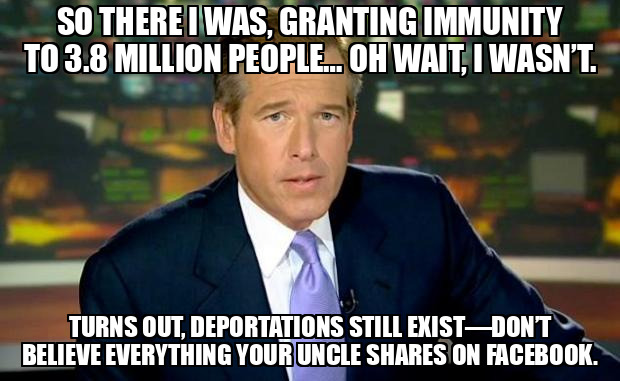 SO THERE I WAS, GRANTING IMMUNITY
TO 3.8 MILLION PEOPLE... OH WAIT, I WASN'T.
TURNS OUT, DEPORTATIONS STILL EXIST—DON'T
BELIEVE EVERYTHING YOUR UNCLE SHARES ON FACEBOOK.